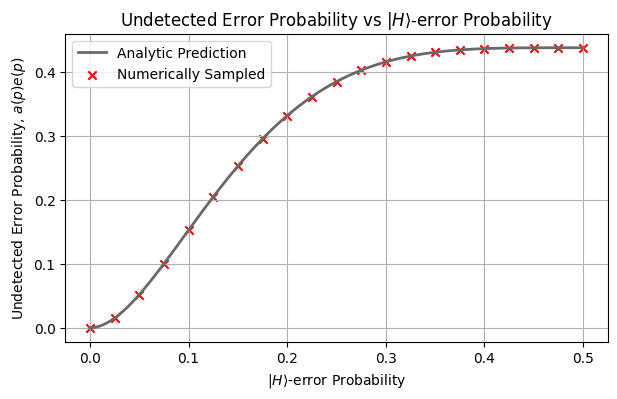 Undetected Error Probability vs |H⟩-error Probability
Analytic Prediction
Numerically Sampled
Undetected Error Probability, a(p)e(p)
0.4
0.3
0.2
0.1
0.0
0.0 0.1 0.2 0.3 0.4 0.5
|H⟩-error Probability